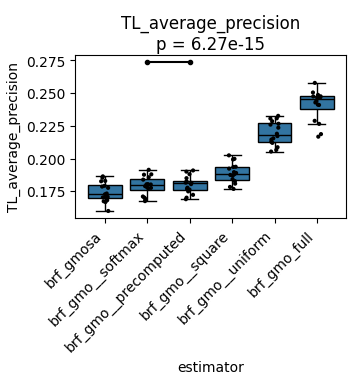 TL_average_precision
p = 6.27e-15
TL_average_precision
0.275
0.250
0.225
0.200
0.175
brf_gmosa
brf_gmo__softmax
brf_gmo__precomputed
brf_gmo__square
brf_gmo__uniform
brf_gmo_full
estimator